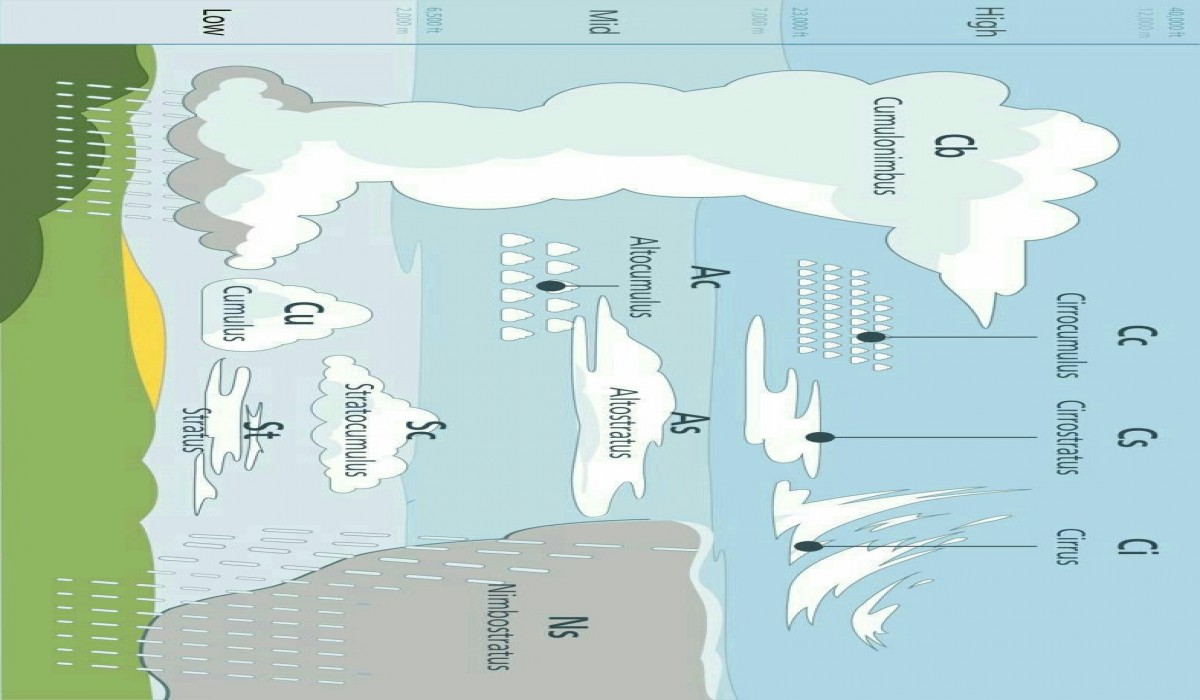 40,000 ft
12,000 m
High
23,000 ft
7,000 m
Mid
6,500 ft
2,000 m
Low
Cc
Cirrocumulus
Cs
Cirrostratus
Ci
Cirrus
Cb
Cumulonimbus
Ac
Altocumulus
As
Altostratus
Ns
Nimbostratus
Sc
Stratocumulus
Cu
Cumulus
St
Stratus